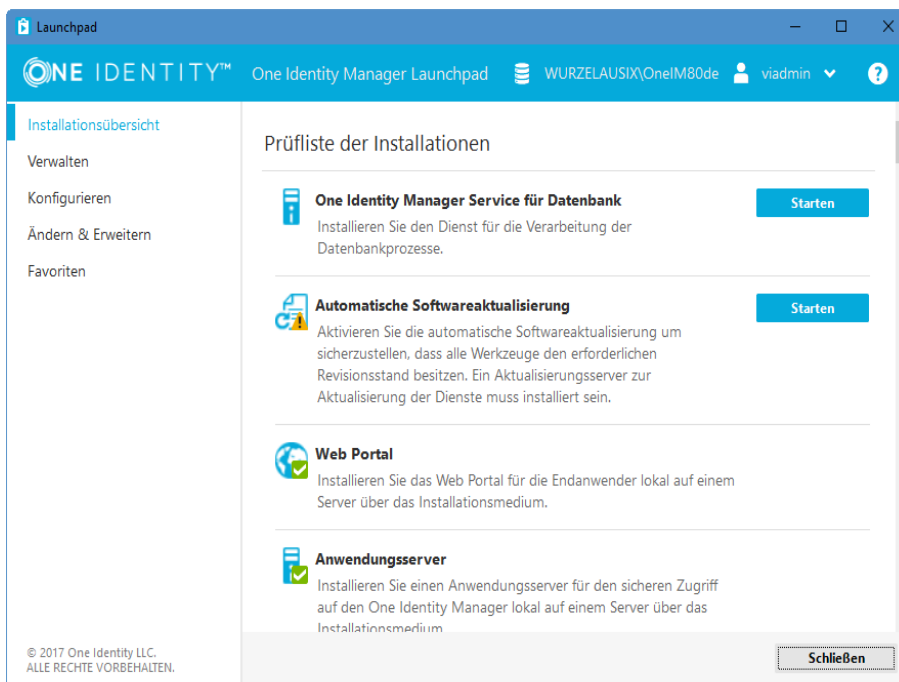 Launchpad
ONE IDENTITY™ One Identity Manager Launchpad WURZELAUSIX\OneIM80de viadmin ?
Installationsübersicht
Verwalten
Konfigurieren
Ändern & Erweitern
Favoriten
Prüfliste der Installationen
One Identity Manager Service für Datenbank
Starten
Installieren Sie den Dienst für die Verarbeitung der
Datenbankprozesse.
Automatische Softwareaktualisierung
Starten
Aktivieren Sie die automatische Softwareaktualisierung um
sicherzustellen, dass alle Werkzeuge den erforderlichen
Revisionsstand besitzen. Ein Aktualisierungsserver zur
Aktualisierung der Dienste muss installiert sein.
Web Portal
Installieren Sie das Web Portal für die Endanwender lokal auf einem
Server über das Installationsmedium.
Anwendungsserver
Installieren Sie einen Anwendungsserver für den sicheren Zugriff
auf den One Identity Manager lokal auf einem Server über das
Installationsmedium
© 2017 One Identity LLC.
ALLE RECHTE VORBEHALTEN.
Schließen